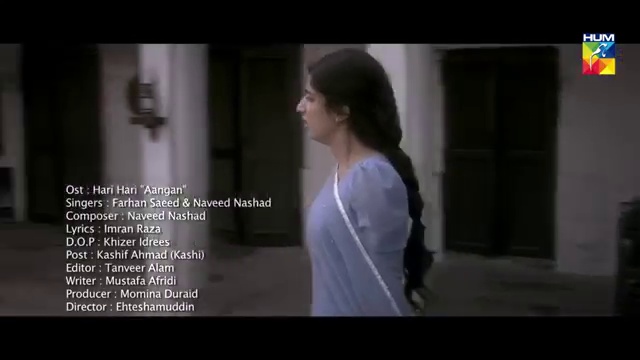 HUM
Ost : Hari Hari "Aangan"
Singers : Farhan Saeed & Naveed Nashad
Composer : Naveed Nashad
Lyrics : Imran Raza
D.O.P : Khizer Idrees
Post : Kashif Ahmad (Kashi)
Editor : Tanveer Alam
Writer : Mustafa Afridi
Producer : Momina Duraid
Director : Ehteshamuddin